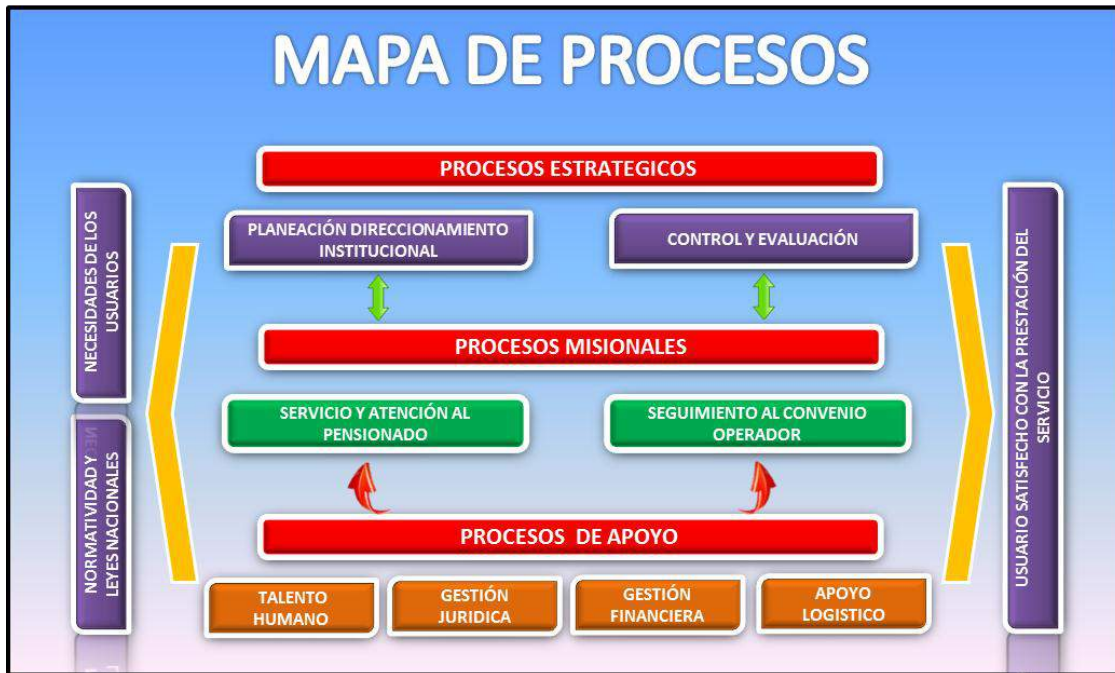 MAPA DE PROCESOS
PROCESOS ESTRATEGICOS
PLANEACIÓN DIRECCIONAMIENTO
INSTITUCIONAL
CONTROL Y EVALUACIÓN
PROCESOS MISIONALES
SERVICIO Y ATENCIÓN AL
PENSIONADO
SEGUIMIENTO AL CONVENIO
OPERADOR
PROCESOS DE APOYO
TALENTO
HUMANO
GESTIÓN
JURIDICA
GESTIÓN
FINANCIERA
APOYO
LOGISTICO
NECESIDADES DE LOS
USUARIOS
NORMATIVIDAD Y
LEYES NACIONALES
USUARIO SATISFECHO CON LA PRESTACIÓN DEL
SERVICIO